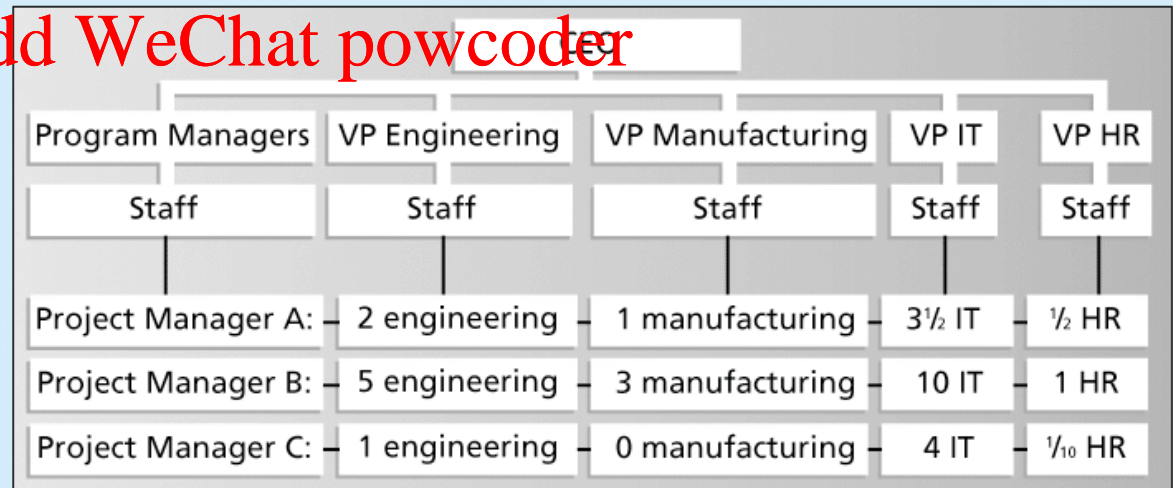 dd WeChat powcoder
CEO
Program Managers VP Engineering VP Manufacturing VP IT VP HR
Staff Staff Staff Staff Staff
Project Manager A: 2 engineering 1 manufacturing 3½ IT ½ HR
Project Manager B: 5 engineering 3 manufacturing 10 IT 1 HR
Project Manager C: 1 engineering 0 manufacturing 4 IT 1/10 HR